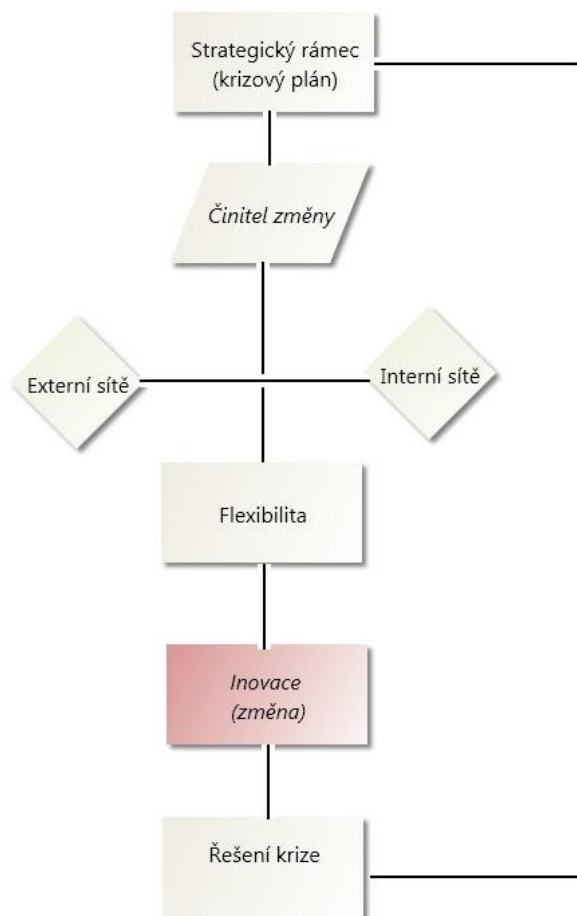 Strategický rámec
(krizový plán)
Činitel změny
Externí sítě
Interní sítě
Flexibilita
Inovace
(změna)
Řešení krize